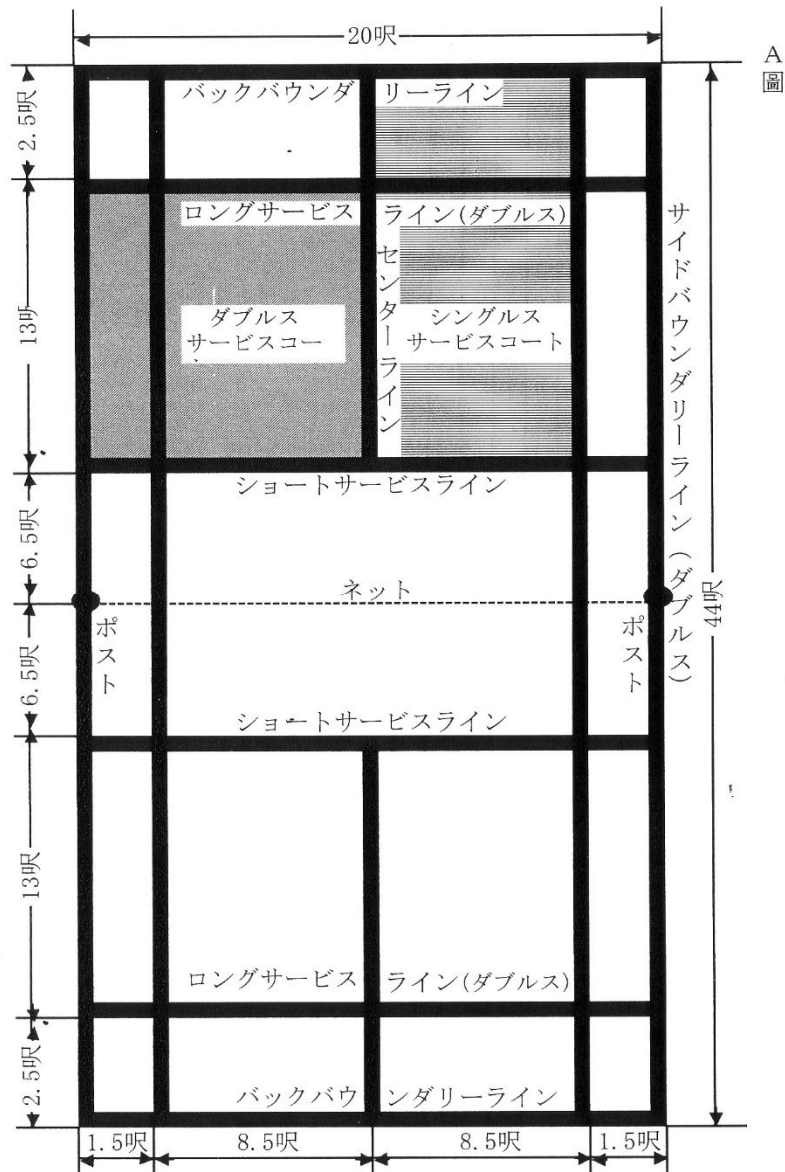 20呎
A圖
2.5呎
バックバウンダリーライン
13呎
ロングサービスライン(ダブルス)
センターライン
ダブルス
サービスコー
シングルス
サービスコート
サイドバウンダリーライン(ダブルス)
ショートサービスライン
6.5呎
ネット
44呎
ポスト
ポスト
6.5呎
ショートサービスライン
13呎
ロングサービスライン(ダブルス)
2.5呎
バックバウンダリーライン
1.5呎
8.5呎
8.5呎
1.5呎